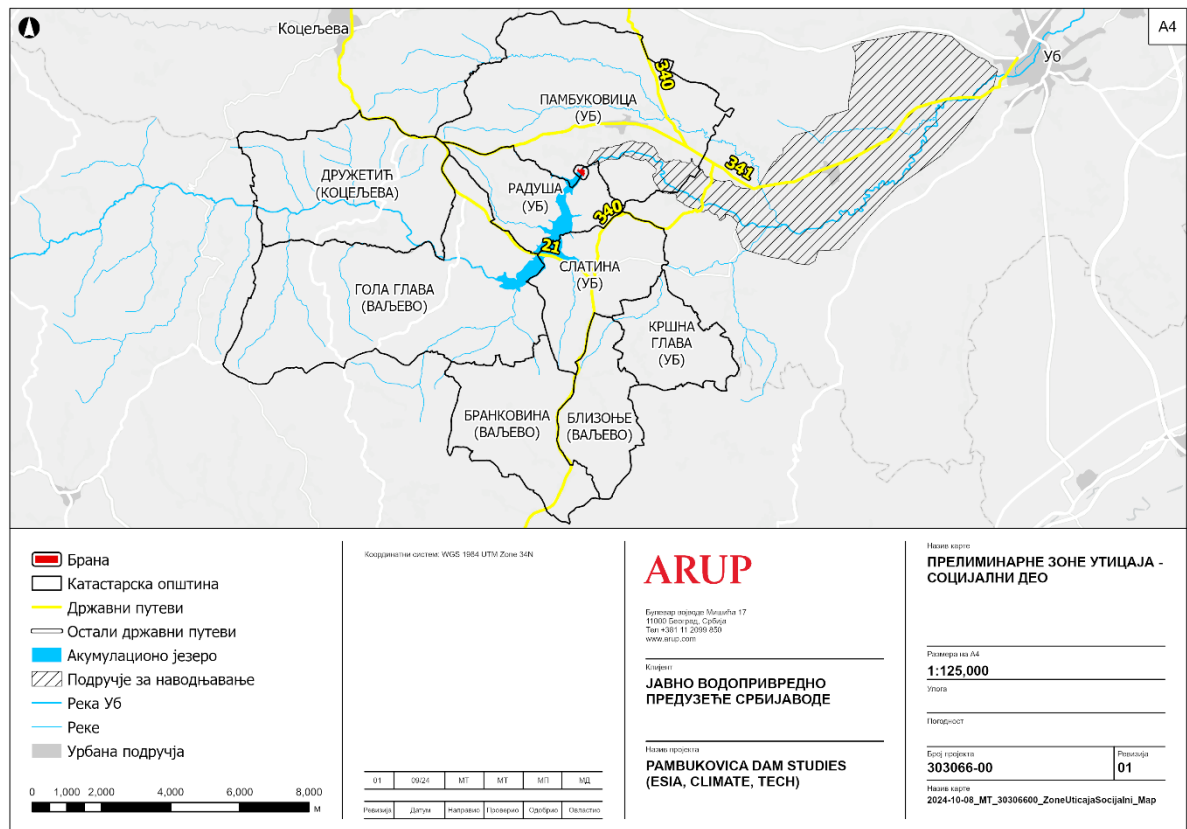 A4
Коцељева
Уб
340
ПАМБУКОВИЦА
(УБ)
341
ДРУЖЕТИЋ
(КОЦЕЉЕВА)
РАДУША
(УБ)
340
21
СЛАТИНА
(УБ)
ГОЛА ГЛАВА
(ВАЉЕВО)
КРШНА
ГЛАВА
(УБ)
БРАНКОВИНА
(ВАЉЕВО)
БЛИЗОЊЕ
(ВАЉЕВО)
Брана
Катастарска општина
Државни путеви
Остали државни путеви
Акумулационо језеро
Подручје за наводњавање
Река Уб
Реке
Урбана подручја
0 1,000 2,000 4,000 6,000 8,000
м
Координатни систем: WGS 1984 UTM Zone 34N
01 09/24 МТ МТ МП МД
Ревизија Датум Направио Проверио Одобрио Овластио
ARUP
Булевар војводе Мишића 17
11000 Београд, Србија
Тел +381 11 2099 850
www.arup.com
Клијент
ЈАВНО ВОДОПРИВРЕДНО
ПРЕДУЗЕЋЕ СРБИЈАВОДЕ
Назив пројекта
PAMBUKOVICA DAM STUDIES
(ESIA, CLIMATE, TECH)
Назив карте
ПРЕЛИМИНАРНЕ ЗОНЕ УТИЦАЈА -
СОЦИЈАЛНИ ДЕО
Размера на А4
1:125,000
Улога
Погодност
Број пројекта
303066-00
Ревизија
01
Назив карте
2024-10-08_MT_30306600_ZoneUticajaSocijalni_Map